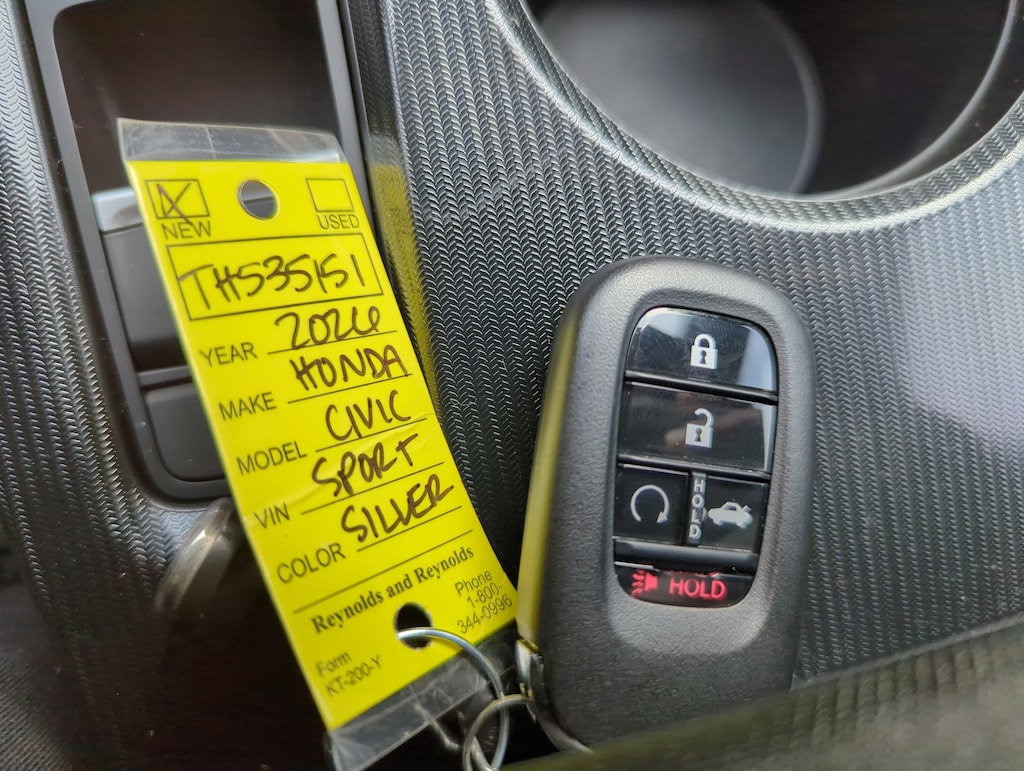 NEW
USED
TH535151
YEAR 2026
MAKE HONDA
MODEL CIVIC
VIN SPORT
COLOR SILVER
Reynolds and Reynolds
Form
KT-200-Y
Phone
1-800-
344-0996
HOLD
HOLD